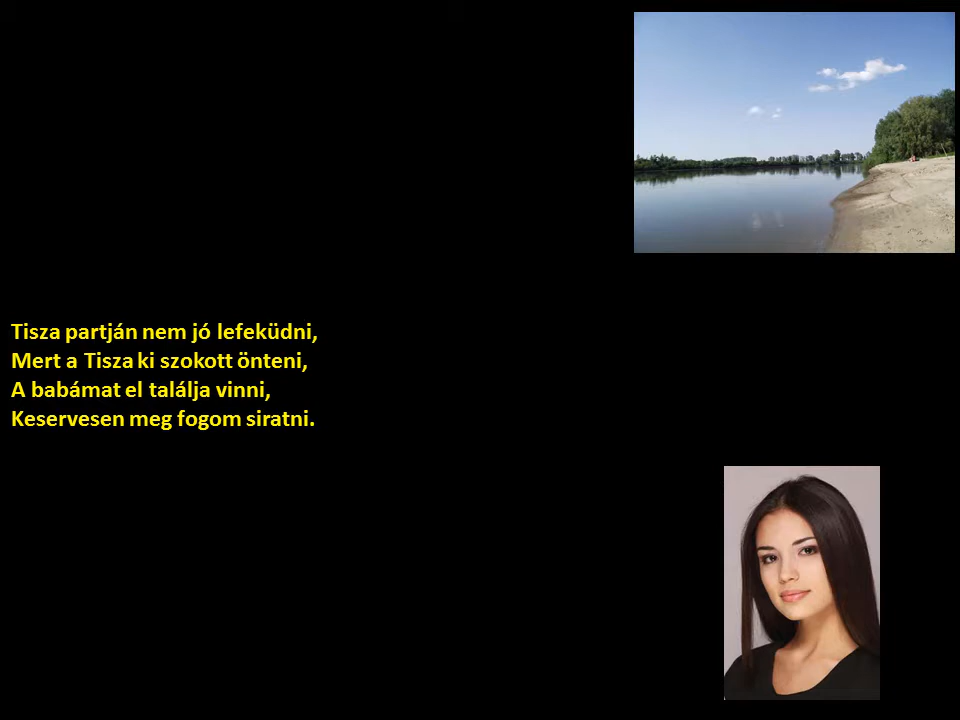 Tisza partján nem jó lefeküdni,
Mert a Tisza ki szokott önteni,
A babámat el találja vinni,
Keservesen meg fogom siratni.